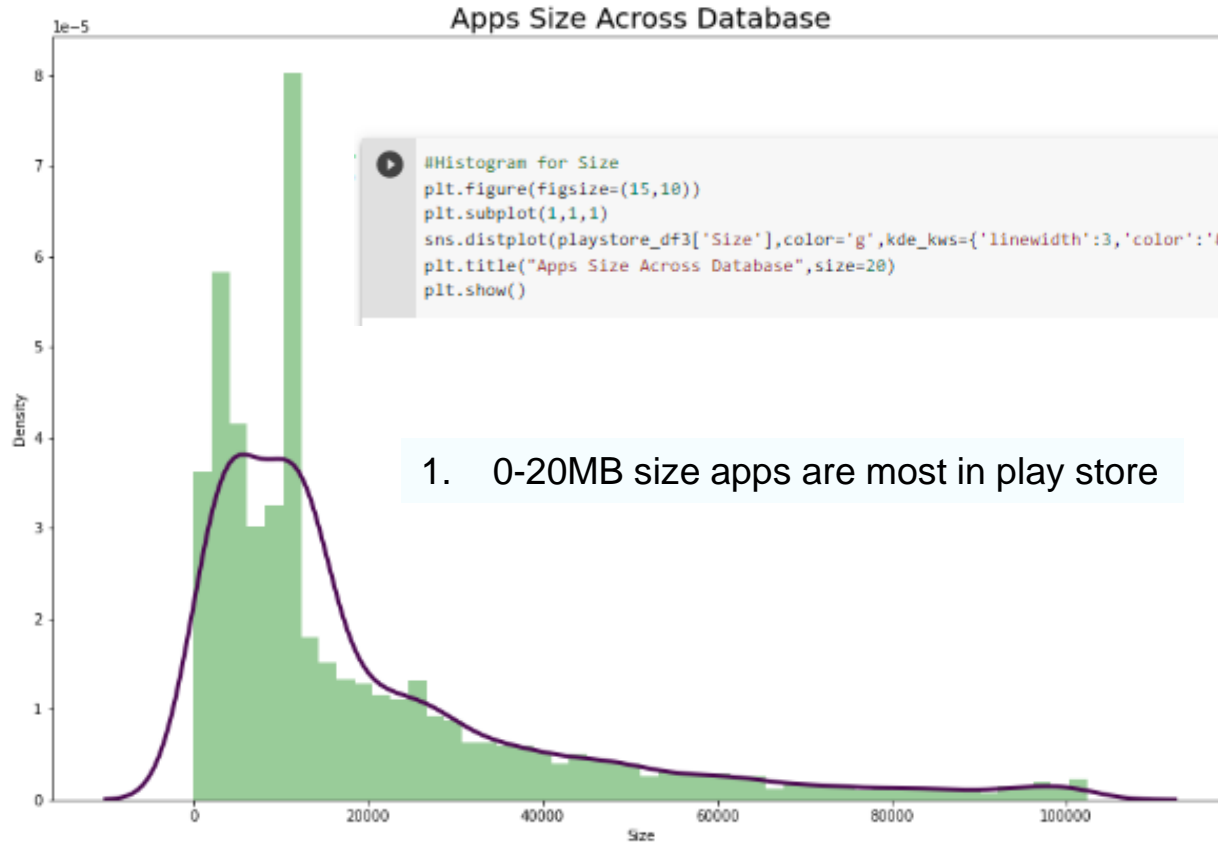 Apps Size Across Database
1e−5
8
7
6
5
4
3
2
1
0
Density
#Histogram for Size
plt.figure(figsize=(15,10))
plt.subplot(1,1,1)
sns.distplot(playstore_df3['Size'],color='g',kde_kws={'linewidth':3,'color':'
plt.title("Apps Size Across Database",size=20)
plt.show()
1. 0-20MB size apps are most in play store
0 20000 40000 60000 80000 100000
Size